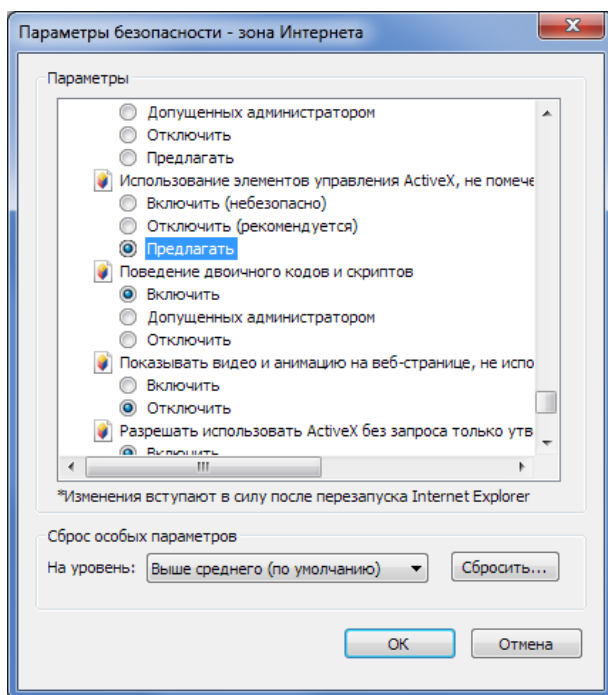 Параметры безопасности - зона Интернета
Параметры
Допущенных администратором
Отключить
Предлагать
Использование элементов управления ActiveX, не помече
Включить (небезопасно)
Отключить (рекомендуется)
Предлагать
Поведение двоичного кодов и скриптов
Включить
Допущенных администратором
Отключить
Показывать видео и анимацию на веб-странице, не испо
Включить
Отключить
Разрешать использовать ActiveX без запроса только утв
Включить
*Изменения вступают в силу после перезапуска Internet Explorer
Сброс особых параметров
На уровень: Выше среднего (по умолчанию) Сбросить...
ОК Отмена